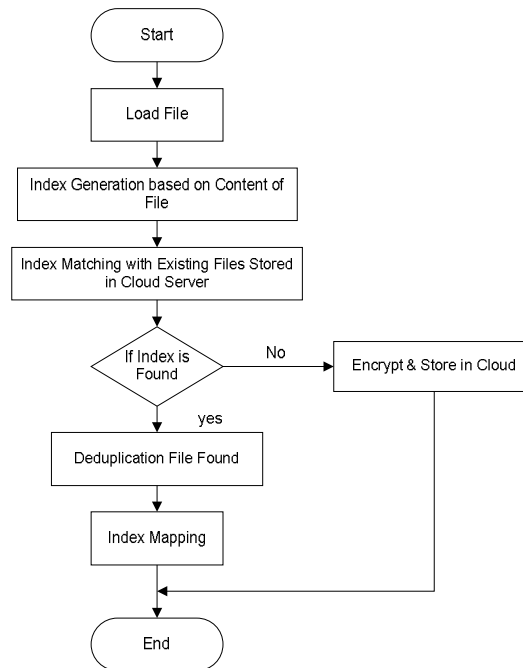 Start
Load File
Index Generation based on Content of
File
Index Matching with Existing Files Stored
in Cloud Server
If Index is
Found
No
Encrypt & Store in Cloud
yes
Deduplication File Found
Index Mapping
End